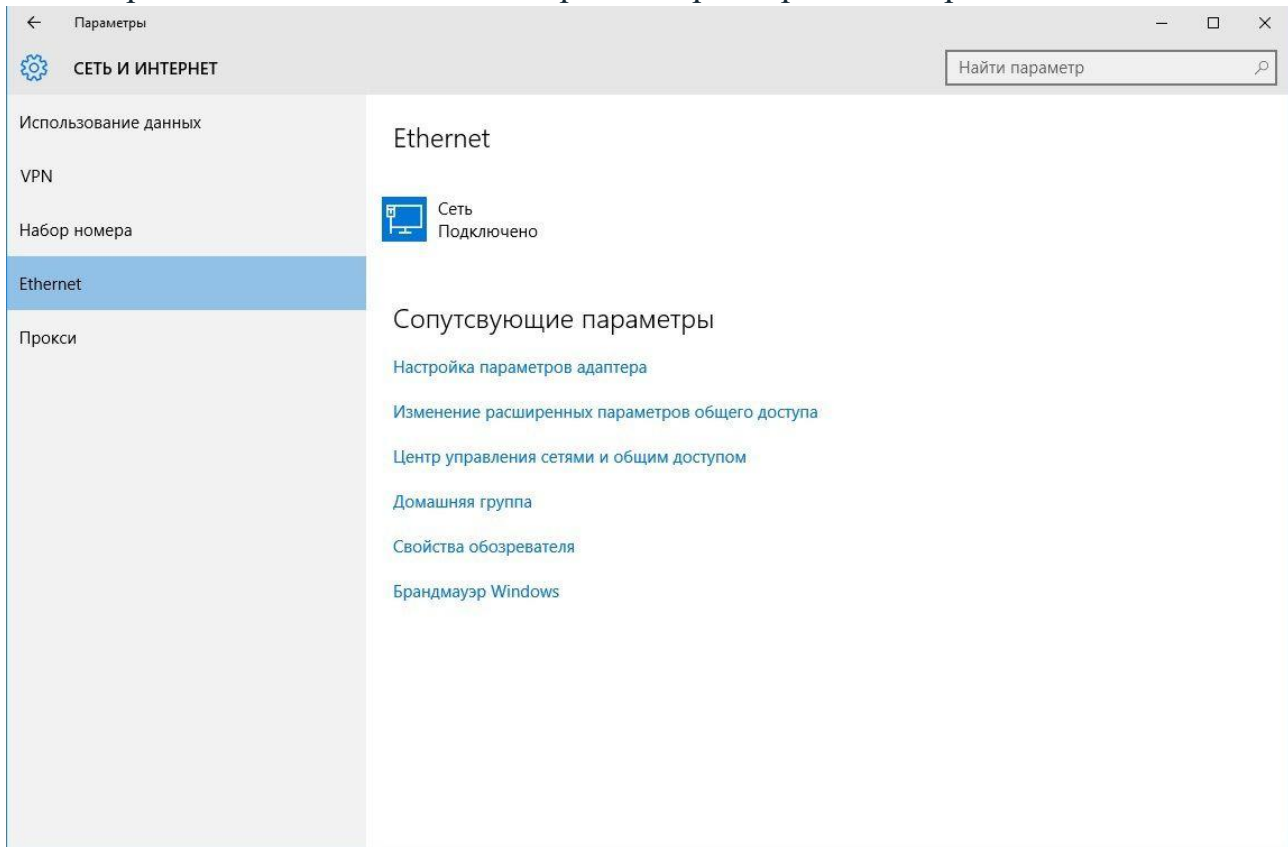 Параметры
СЕТЬ И ИНТЕРНЕТ
Найти параметр
Использование данных
VPN
Набор номера
Ethernet
Прокси
Ethernet
Сеть
Подключено
Сопутсвующие параметры
Настройка параметров адаптера
Изменение расширенных параметров общего доступа
Центр управления сетями и общим доступом
Домашняя группа
Свойства обозревателя
Брандмауэр Windows